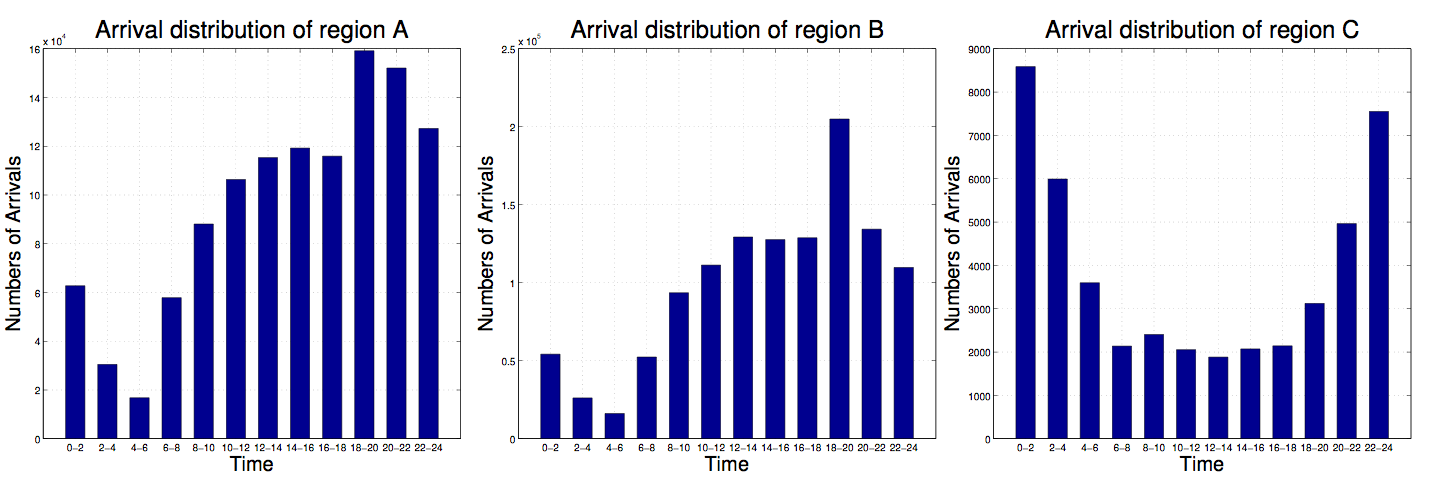 Arrival distribution of region A
x 10^4
16
14
12
10
8
6
4
2
0
Numbers of Arrivals
0–2 2–4 4–6 6–8 8–10 10–12 12–14 14–16 16–18 18–20 20–22 22–24
Time
Arrival distribution of region B
x 10^5
2.5
2
1.5
1
0.5
0
Numbers of Arrivals
0–2 2–4 4–6 6–8 8–10 10–12 12–14 14–16 16–18 18–20 20–22 22–24
Time
Arrival distribution of region C
9000
8000
7000
6000
5000
4000
3000
2000
1000
0
Numbers of Arrivals
0–2 2–4 4–6 6–8 8–10 10–12 12–14 14–16 16–18 18–20 20–22 22–24
Time